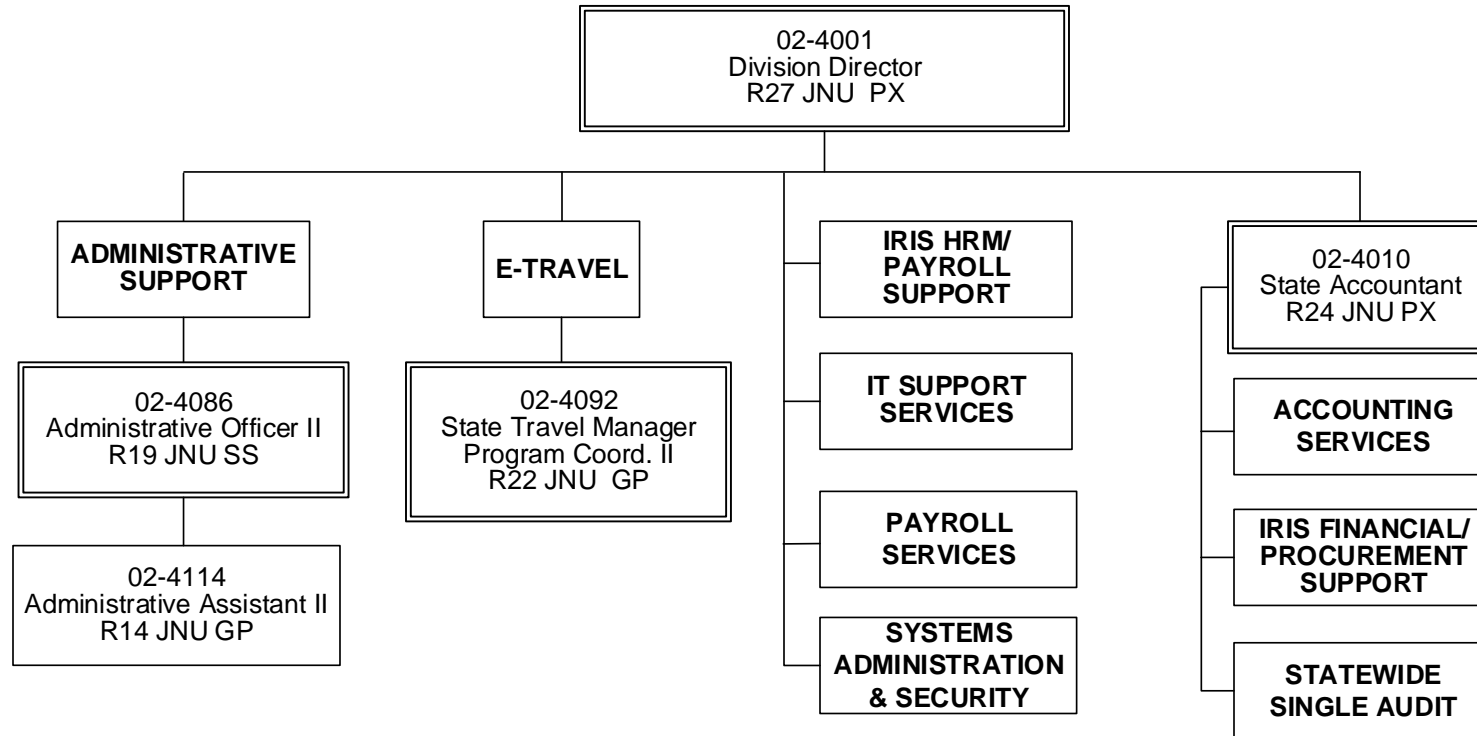 02-4001
Division Director
R27 JNU  PX
ADMINISTRATIVE
SUPPORT
02-4086
Administrative Officer II
R19 JNU SS
02-4114
Administrative Assistant II
R14 JNU GP
E-TRAVEL
02-4092
State Travel Manager
Program Coord. II
R22 JNU  GP
IRIS HRM/
PAYROLL
SUPPORT
IT SUPPORT
SERVICES
PAYROLL
SERVICES
SYSTEMS
ADMINISTRATION
& SECURITY
02-4010
State Accountant
R24 JNU PX
ACCOUNTING
SERVICES
IRIS FINANCIAL/
PROCUREMENT
SUPPORT
STATEWIDE
SINGLE AUDIT